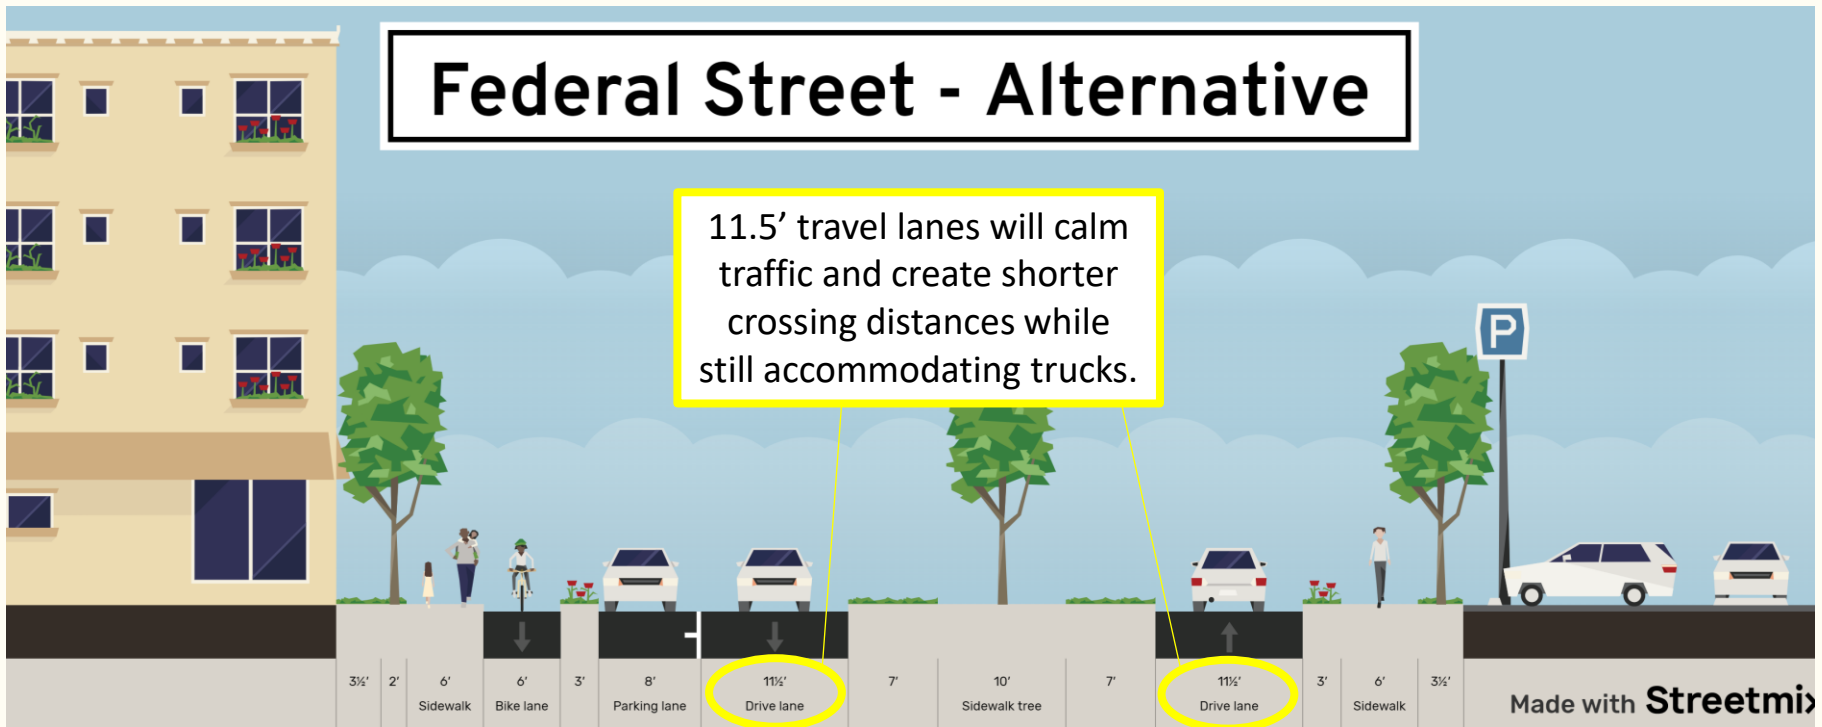 Federal Street - Alternative
11.5’ travel lanes will calm
traffic and create shorter
crossing distances while
still accommodating trucks.
P
3½’ 2’ 6’ 6’ 3’ 8’ 11½’ 7’ 10’ 7’ 11½’ 3’ 6’ 3½’
Sidewalk Bike lane Parking lane Drive lane Sidewalk tree Drive lane Sidewalk
Made with Streetmix